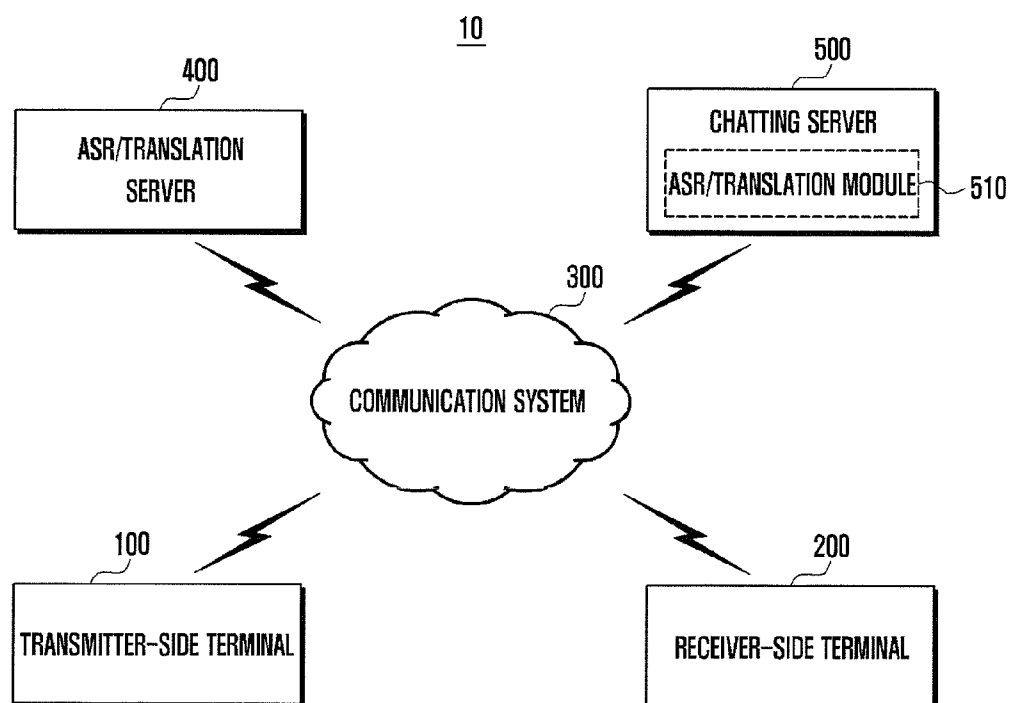 10
400
500
ASR/TRANSLATION
SERVER
CHATTING SERVER
ASR/TRANSLATION MODULE
510
300
COMMUNICATION SYSTEM
100
200
TRANSMITTER-SIDE TERMINAL
RECEIVER-SIDE TERMINAL